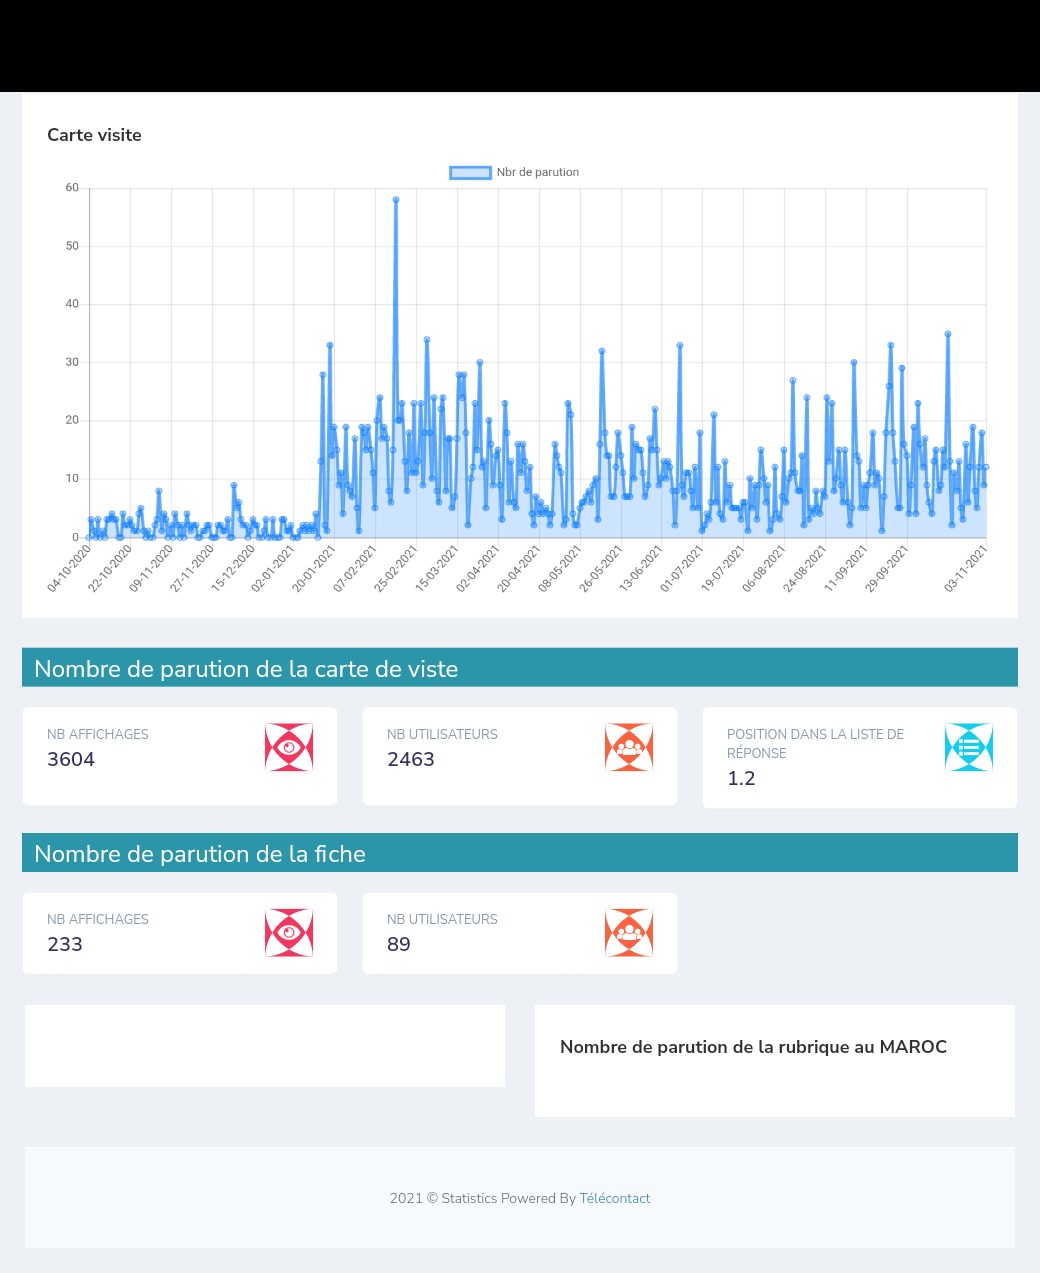 Carte visite
Nbr de parution
60
50
40
30
20
10
0
04-10-2020
22-10-2020
09-11-2020
27-11-2020
15-12-2020
02-01-2021
20-01-2021
07-02-2021
25-02-2021
15-03-2021
02-04-2021
20-04-2021
08-05-2021
26-05-2021
13-06-2021
01-07-2021
19-07-2021
06-08-2021
24-08-2021
11-09-2021
29-09-2021
03-11-2021
Nombre de parution de la carte de viste
NB AFFICHAGES
3604
NB UTILISATEURS
2463
POSITION DANS LA LISTE DE
RÉPONSE
1.2
Nombre de parution de la fiche
NB AFFICHAGES
233
NB UTILISATEURS
89
Nombre de parution de la rubrique au MAROC
2021 © Statistics Powered By Télécontact